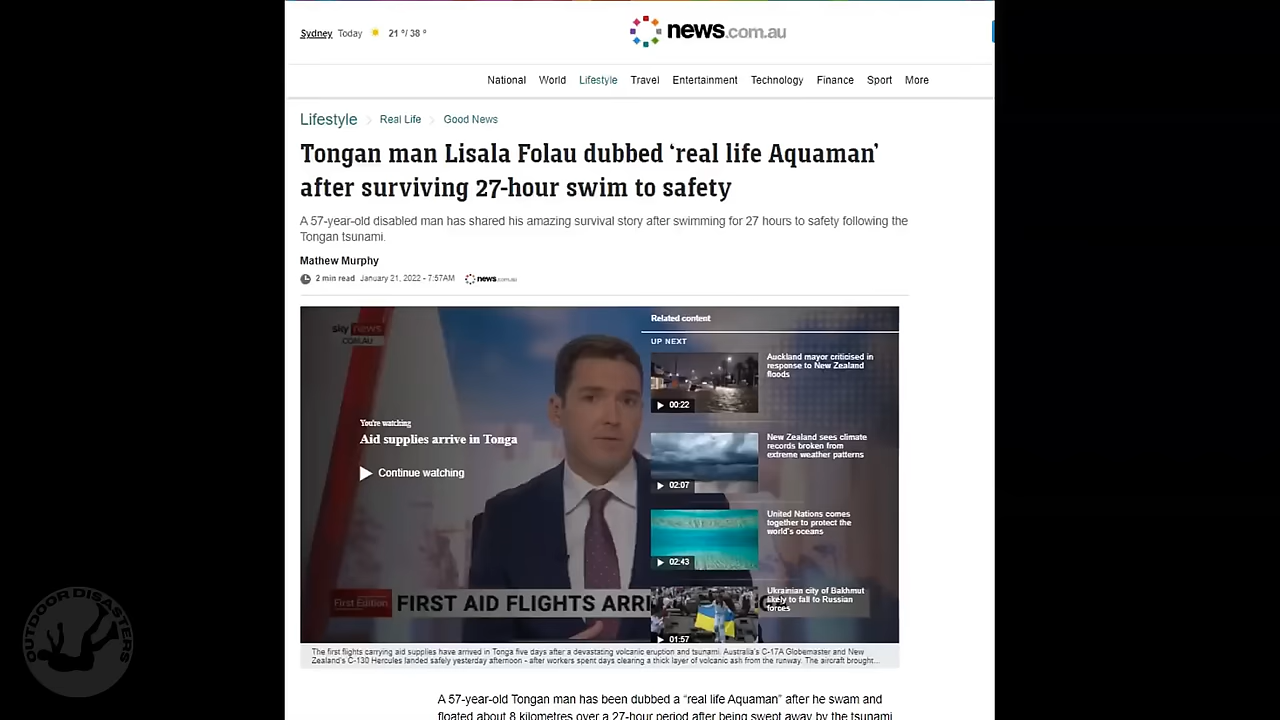 Sydney Today 21 °/ 38 °
news.com.au
National World Lifestyle Travel Entertainment Technology Finance Sport More
Lifestyle Real Life Good News
Tongan man Lisala Folau dubbed ‘real life Aquaman’
after surviving 27-hour swim to safety
A 57-year-old disabled man has shared his amazing survival story after swimming for 27 hours to safety following the
Tongan tsunami.
Mathew Murphy
2 min read January 21, 2022 - 7:57AM news.com.au
sky news
.COM.AU
Related content
UP NEXT
Auckland mayor criticised in
response to New Zealand
floods
00:22
You're watching
Aid supplies arrive in Tonga
Continue watching
New Zealand sees climate
records broken from
extreme weather patterns
02:07
United Nations comes
together to protect the
world's oceans
02:43
Ukrainian city of Bakhmut
likely to fall to Russian
forces
01:57
First Edition FIRST AID FLIGHTS ARRI
The first flights carrying aid supplies have arrived in Tonga five days after a devastating volcanic eruption and tsunami. Australia's C-17A Globemaster and New
Zealand's C-130 Hercules landed safely yesterday afternoon - after workers spent days clearing a thick layer of volcanic ash from the runway. The aircraft brought...
A 57-year-old Tongan man has been dubbed a “real life Aquaman” after he swam and
floated about 8 kilometres over a 27-hour period after being swept away by the tsunami
OUTDOOR DISASTERS